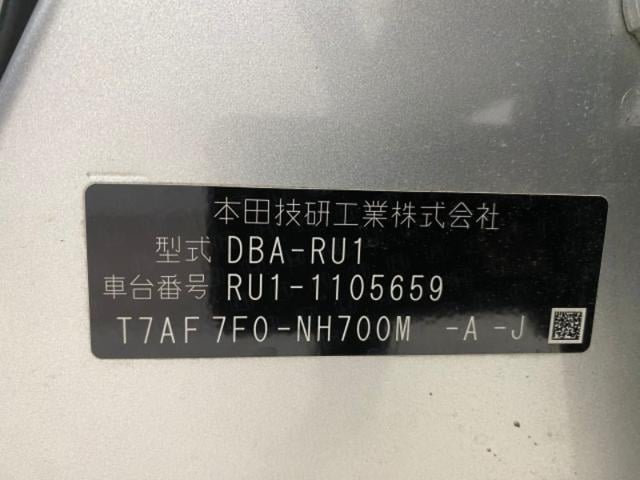 本田技研工業株式会社
型式 DBA-RU1
車台番号 RU1-1105659
T7AF 7F0-NH700M -A -J